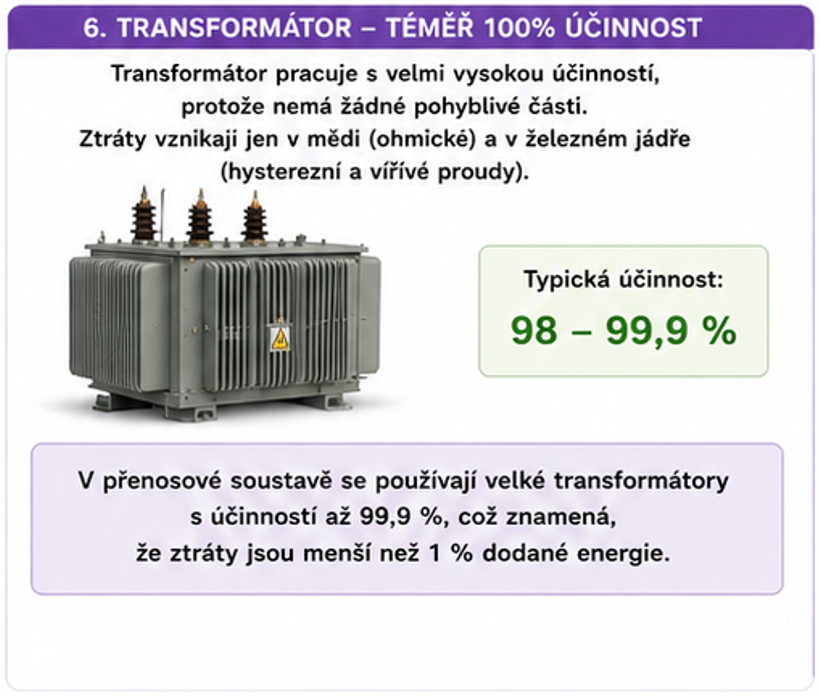 6. TRANSFORMÁTOR – TÉMĚŘ 100% ÚČINNOST
Transformátor pracuje s velmi vysokou účinností,
protože nemá žádné pohyblivé části.
Ztráty vznikají jen v mědi (ohmické) a v železném jádře
(hysterezní a vířívé proudy).
Typická účinnost:
98 – 99,9 %
V přenosové soustavě se používají velké transformátory
s účinností až 99,9 %, což znamená,
že ztráty jsou menší než 1 % dodané energie.